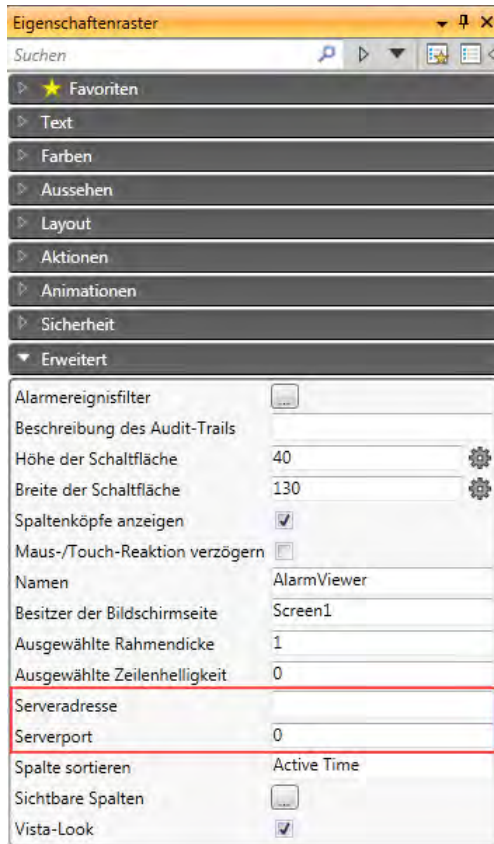 Eigenschaftenraster
Suchen
Favoriten
Text
Farben
Aussehen
Layout
Aktionen
Animationen
Sicherheit
Erweitert
Alarmereignisfilter ...
Beschreibung des Audit-Trails
Höhe der Schaltfläche 40
Breite der Schaltfläche 130
Spaltenköpfe anzeigen
Maus-/Touch-Reaktion verzögern
Namen AlarmViewer
Besitzer der Bildschirmseite Screen1
Ausgewählte Rahmendicke 1
Ausgewählte Zeilenhelligkeit 0
Serveradresse
Serverport 0
Spalte sortieren Active Time
Sichtbare Spalten ...
Vista-Look